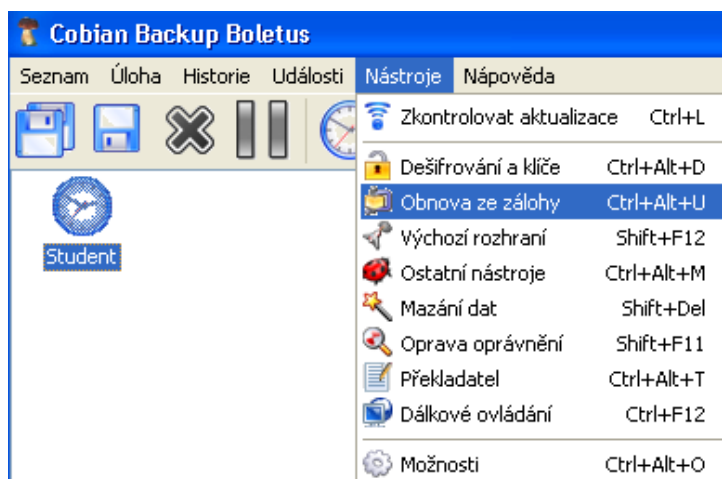 Cobian Backup Boletus
Seznam Úloha Historie Události Nástroje Nápověda
Zkontrolovat aktualizace Ctrl+L
Dešifrování a klíče Ctrl+Alt+D
Obnova ze zálohy Ctrl+Alt+U
Student
Výchozí rozhraní Shift+F12
Ostatní nástroje Ctrl+Alt+M
Mazání dat Shift+Del
Oprava oprávnění Shift+F11
Překladatel Ctrl+Alt+T
Dálkové ovládání Ctrl+F12
Možnosti Ctrl+Alt+O